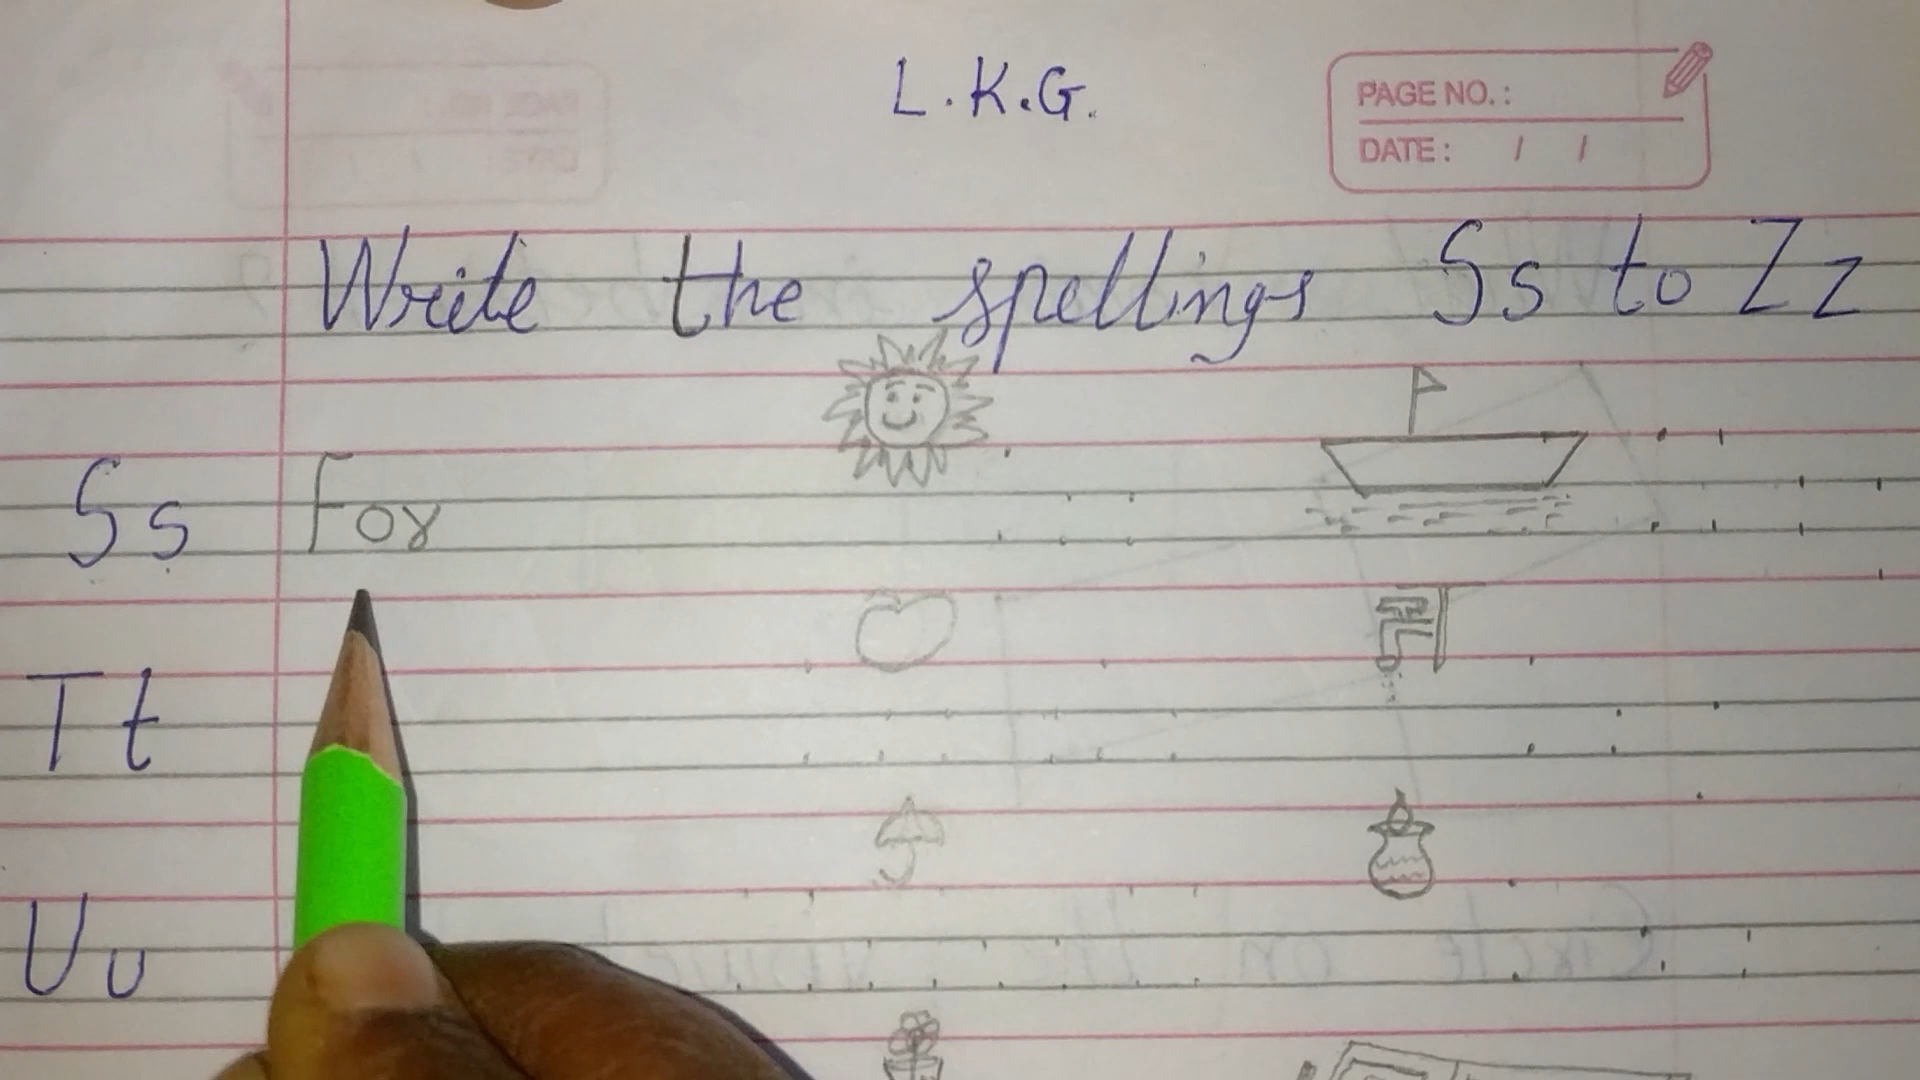 L.K.G.
PAGE NO.:
DATE: / /
Write the spellings Ss to Zz
Ss For
Tt
Uu